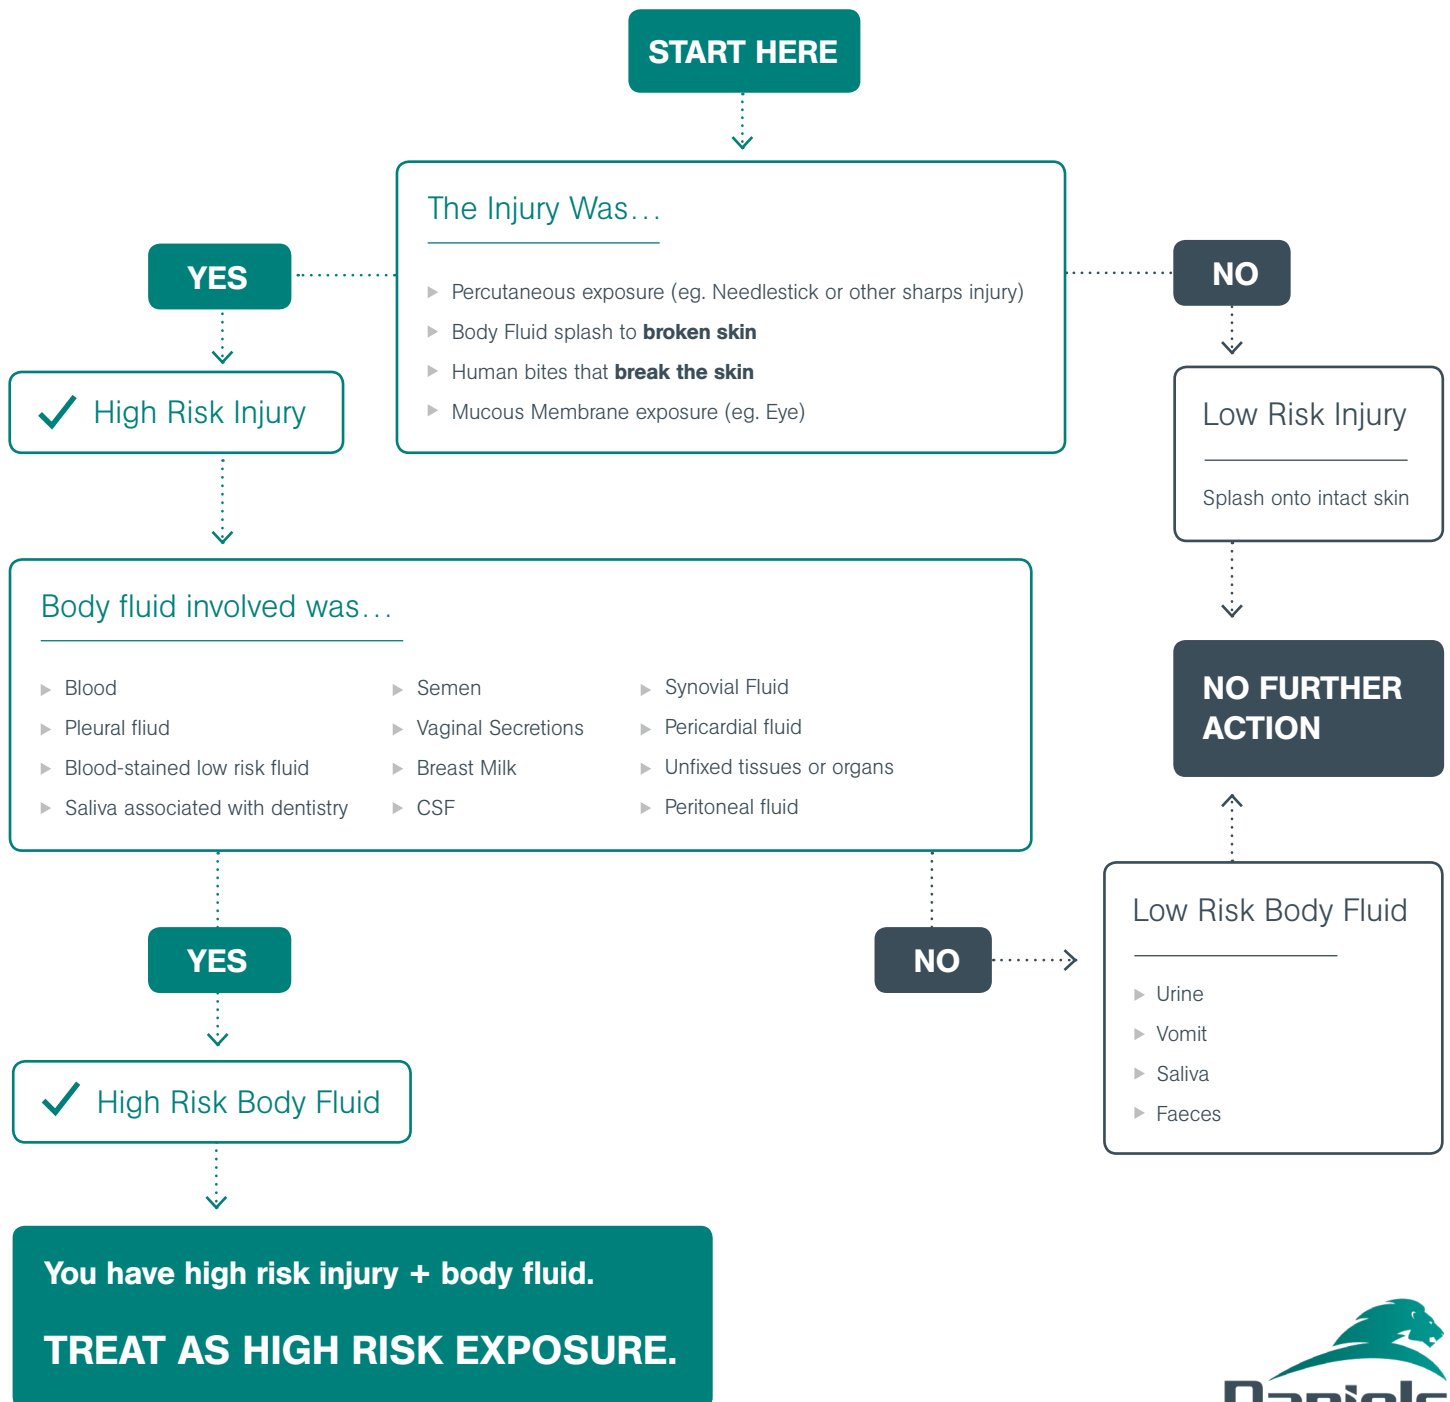 START HERE
The Injury Was...
Percutaneous exposure (eg. Needlestick or other sharps injury)
Body Fluid splash to broken skin
Human bites that break the skin
Mucous Membrane exposure (eg. Eye)
YES
NO
High Risk Injury
Low Risk Injury
Splash onto intact skin
Body fluid involved was...
Blood
Pleural fliud
Blood-stained low risk fluid
Saliva associated with dentistry
Semen
Vaginal Secretions
Breast Milk
CSF
Synovial Fluid
Pericardial fluid
Unfixed tissues or organs
Peritoneal fluid
NO FURTHER
ACTION
YES
NO
Low Risk Body Fluid
Urine
Vomit
Saliva
Faeces
High Risk Body Fluid
You have high risk injury + body fluid.
TREAT AS HIGH RISK EXPOSURE.
Daniels